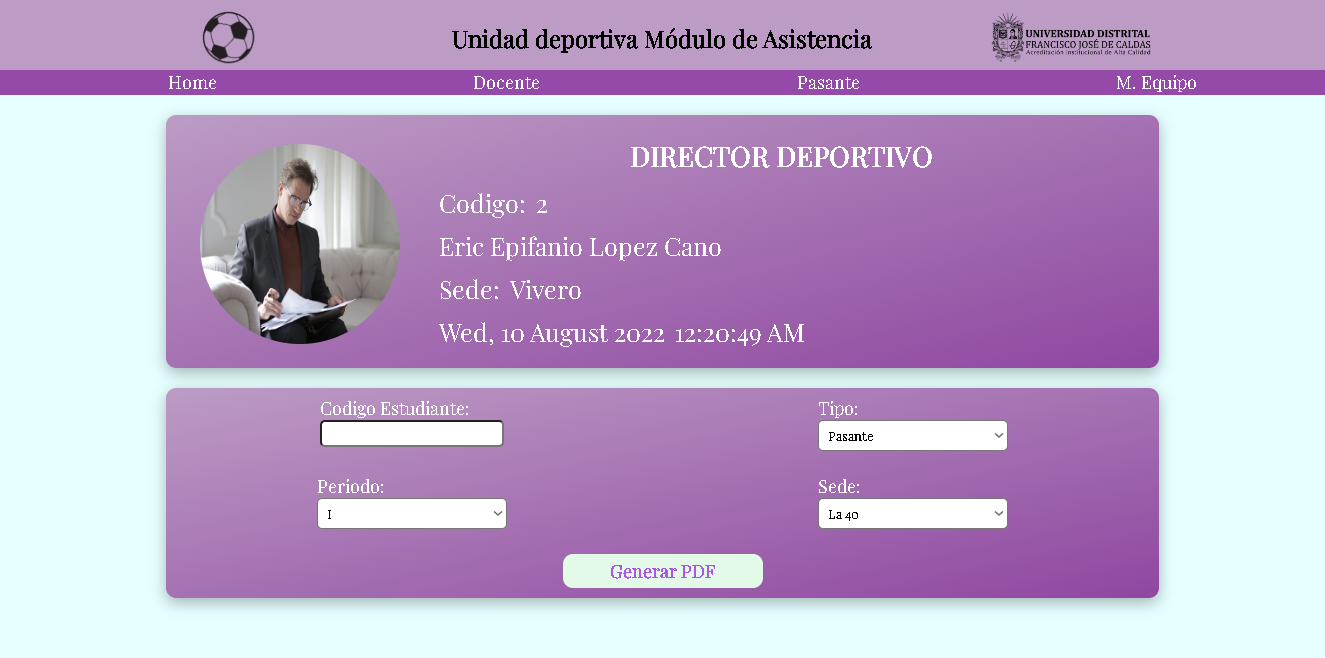 Unidad deportiva Módulo de Asistencia
UNIVERSIDAD DISTRITAL
FRANCISCO JOSÉ DE CALDAS
Acreditación Institucional de Alta Calidad
Home
Docente
Pasante
M. Equipo
DIRECTOR DEPORTIVO
Codigo: 2
Eric Epifanio Lopez Cano
Sede: Vivero
Wed, 10 August 2022 12:20:49 AM
Codigo Estudiante:
Tipo:
Pasante
Periodo:
I
Sede:
La 40
Generar PDF